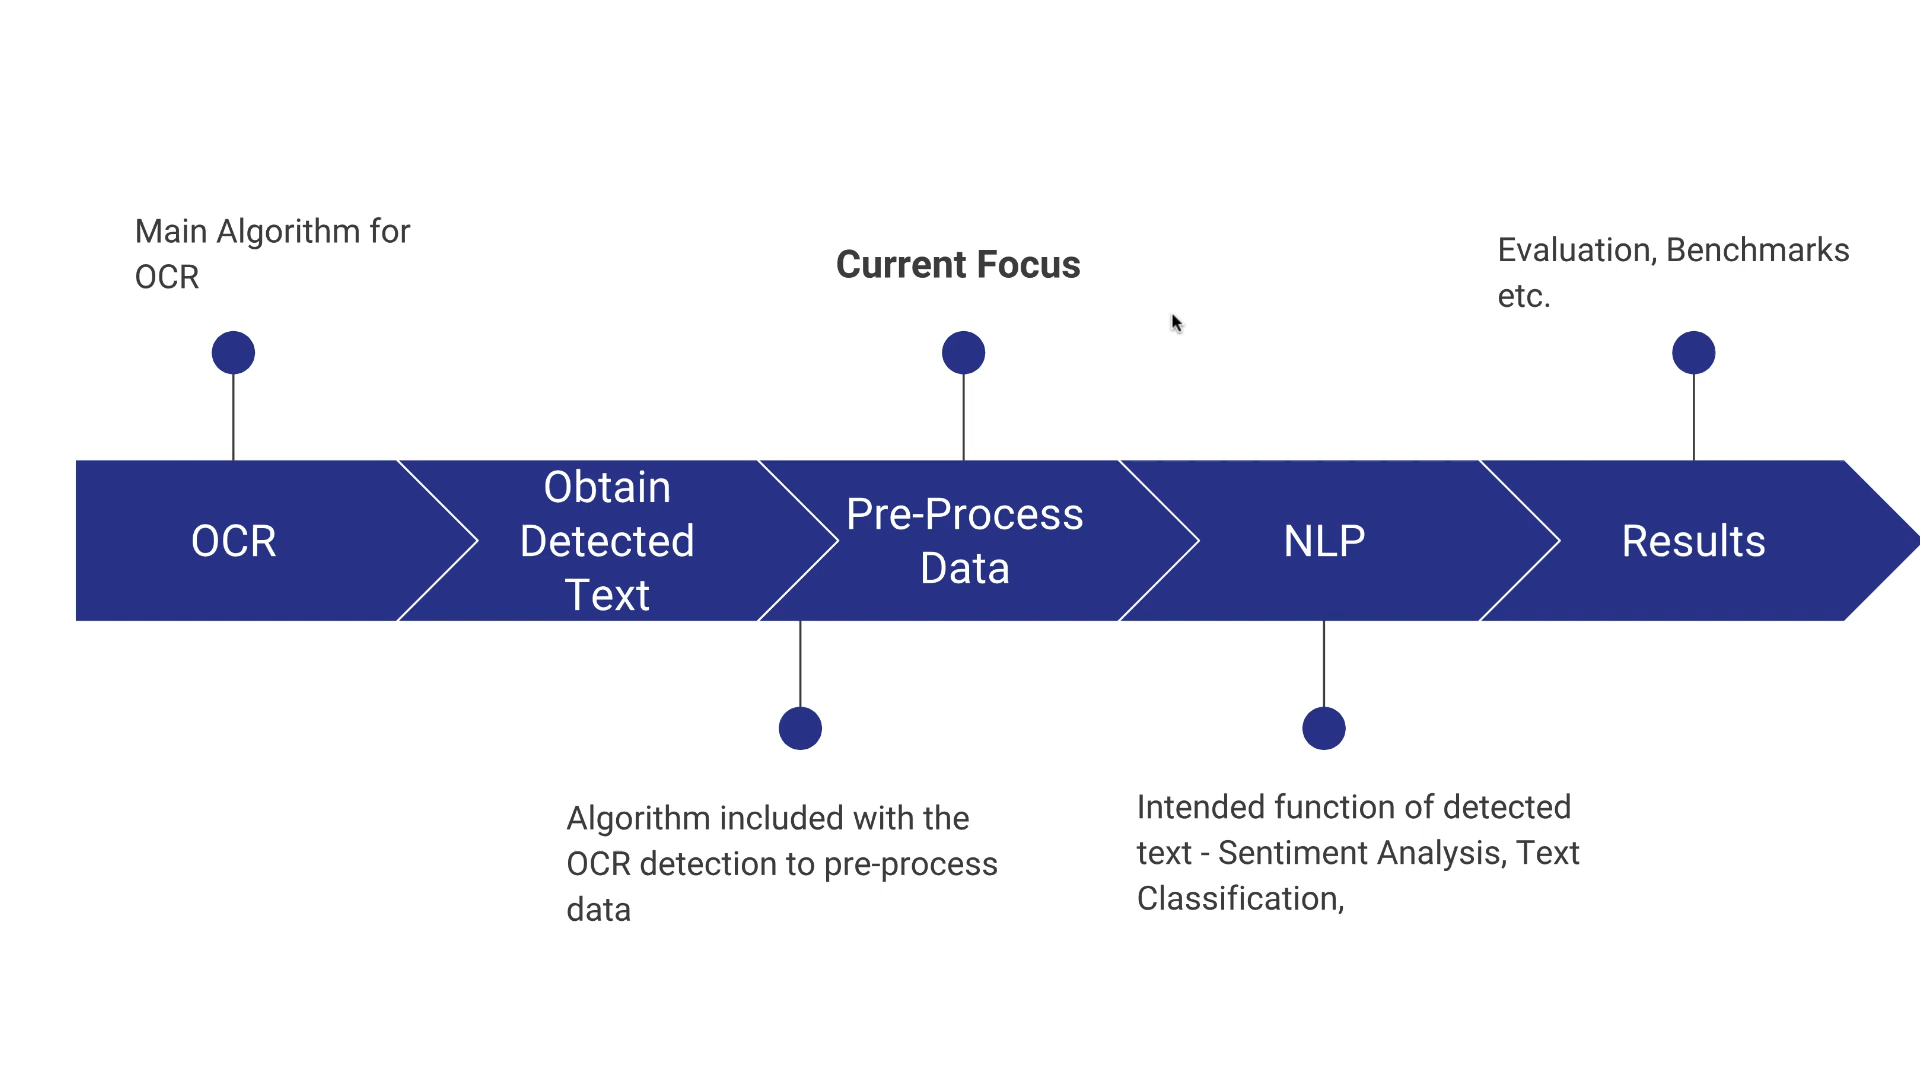 Main Algorithm for
OCR
Current Focus
Evaluation, Benchmarks
etc.
OCR
Obtain
Detected
Text
Pre-Process
Data
NLP
Results
Algorithm included with the
OCR detection to pre-process
data
Intended function of detected
text - Sentiment Analysis, Text
Classification,